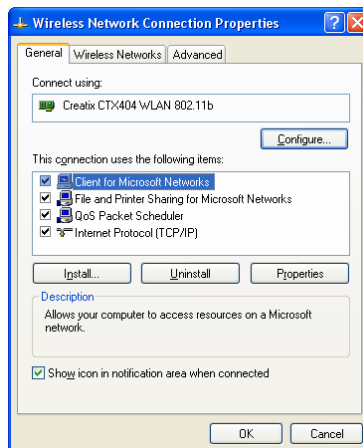 Wireless Network Connection Properties
General Wireless Networks Advanced
Connect using:
Creatix CTX404 WLAN 802.11b
Configure...
This connection uses the following items:
Client for Microsoft Networks
File and Printer Sharing for Microsoft Networks
QoS Packet Scheduler
Internet Protocol (TCP/IP)
Install... Uninstall Properties
Description
Allows your computer to access resources on a Microsoft
network.
Show icon in notification area when connected
OK Cancel